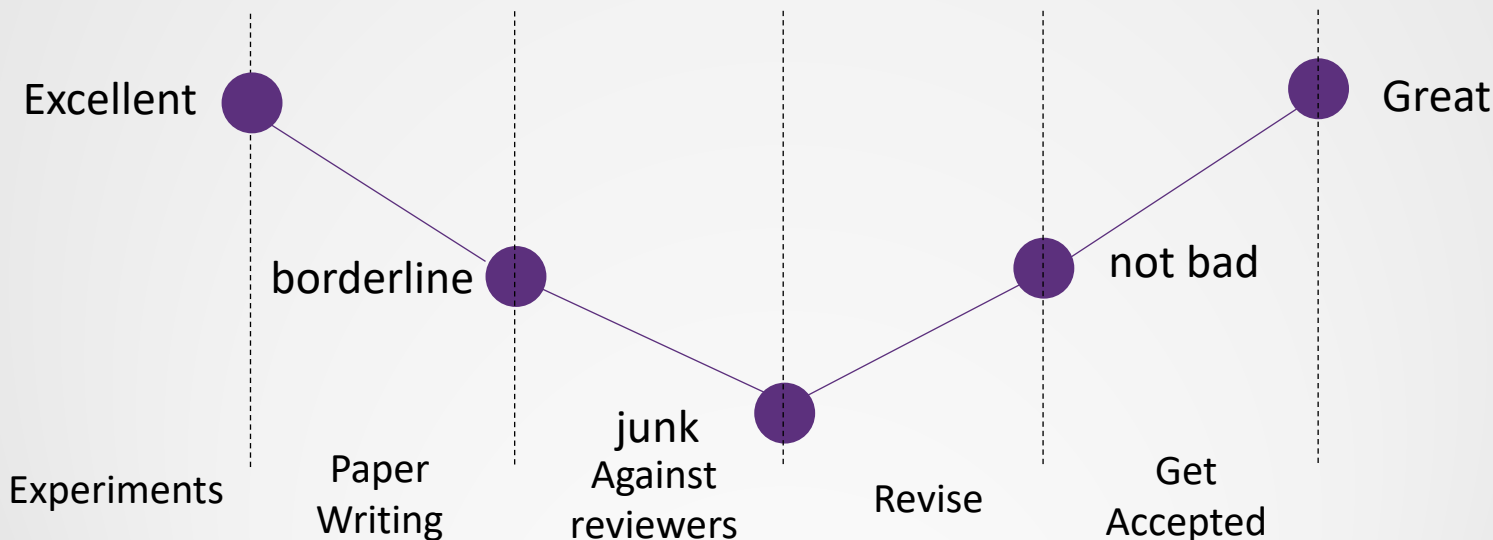 Excellent
Great
borderline
not bad
junk
Experiments
Paper
Writing
Against
reviewers
Revise
Get
Accepted